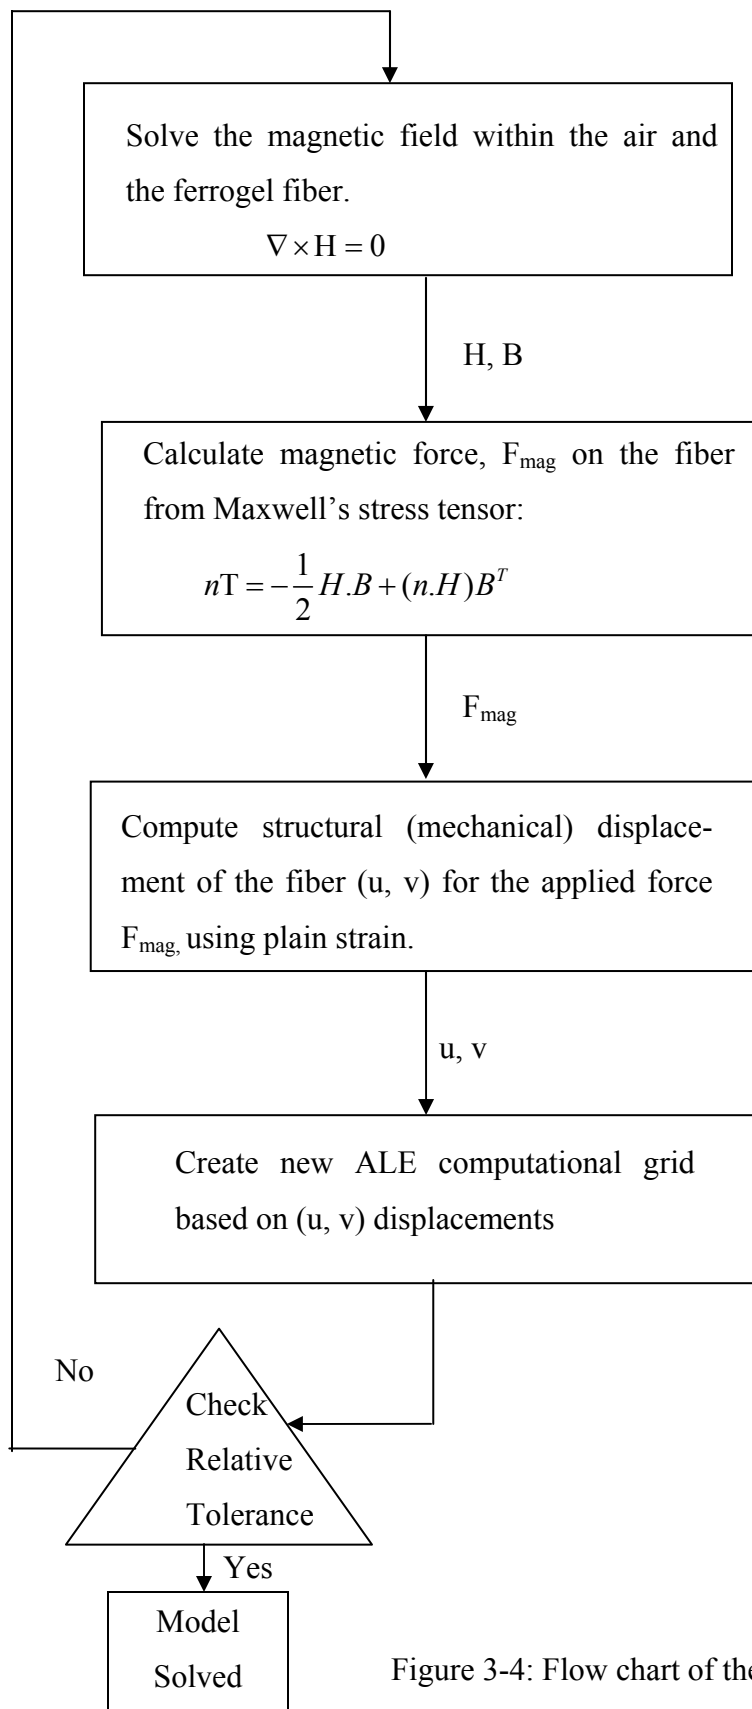 Solve the magnetic field within the air and
the ferrogel fiber.
∇ × H = 0
H, B
Calculate magnetic force, F_mag on the fiber
from Maxwell’s stress tensor:
nT = −1/2 H.B + (n.H)B^T
F_mag
Compute structural (mechanical) displace-
ment of the fiber (u, v) for the applied force
F_mag, using plain strain.
u, v
Create new ALE computational grid
based on (u, v) displacements
No
Check
Relative
Tolerance
Yes
Model
Solved
Figure 3-4: Flow chart of the